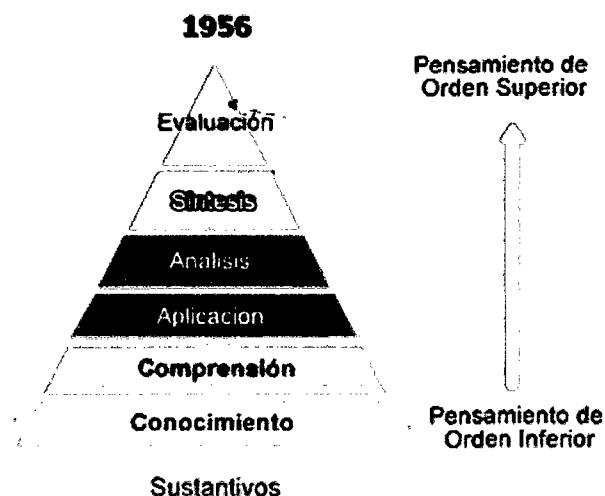 1956
Pensamiento de
Orden Superior
Evaluación
Síntesis
Analisis
Aplicacion
Comprensión
Conocimiento
Pensamiento de
Orden Inferior
Sustantivos